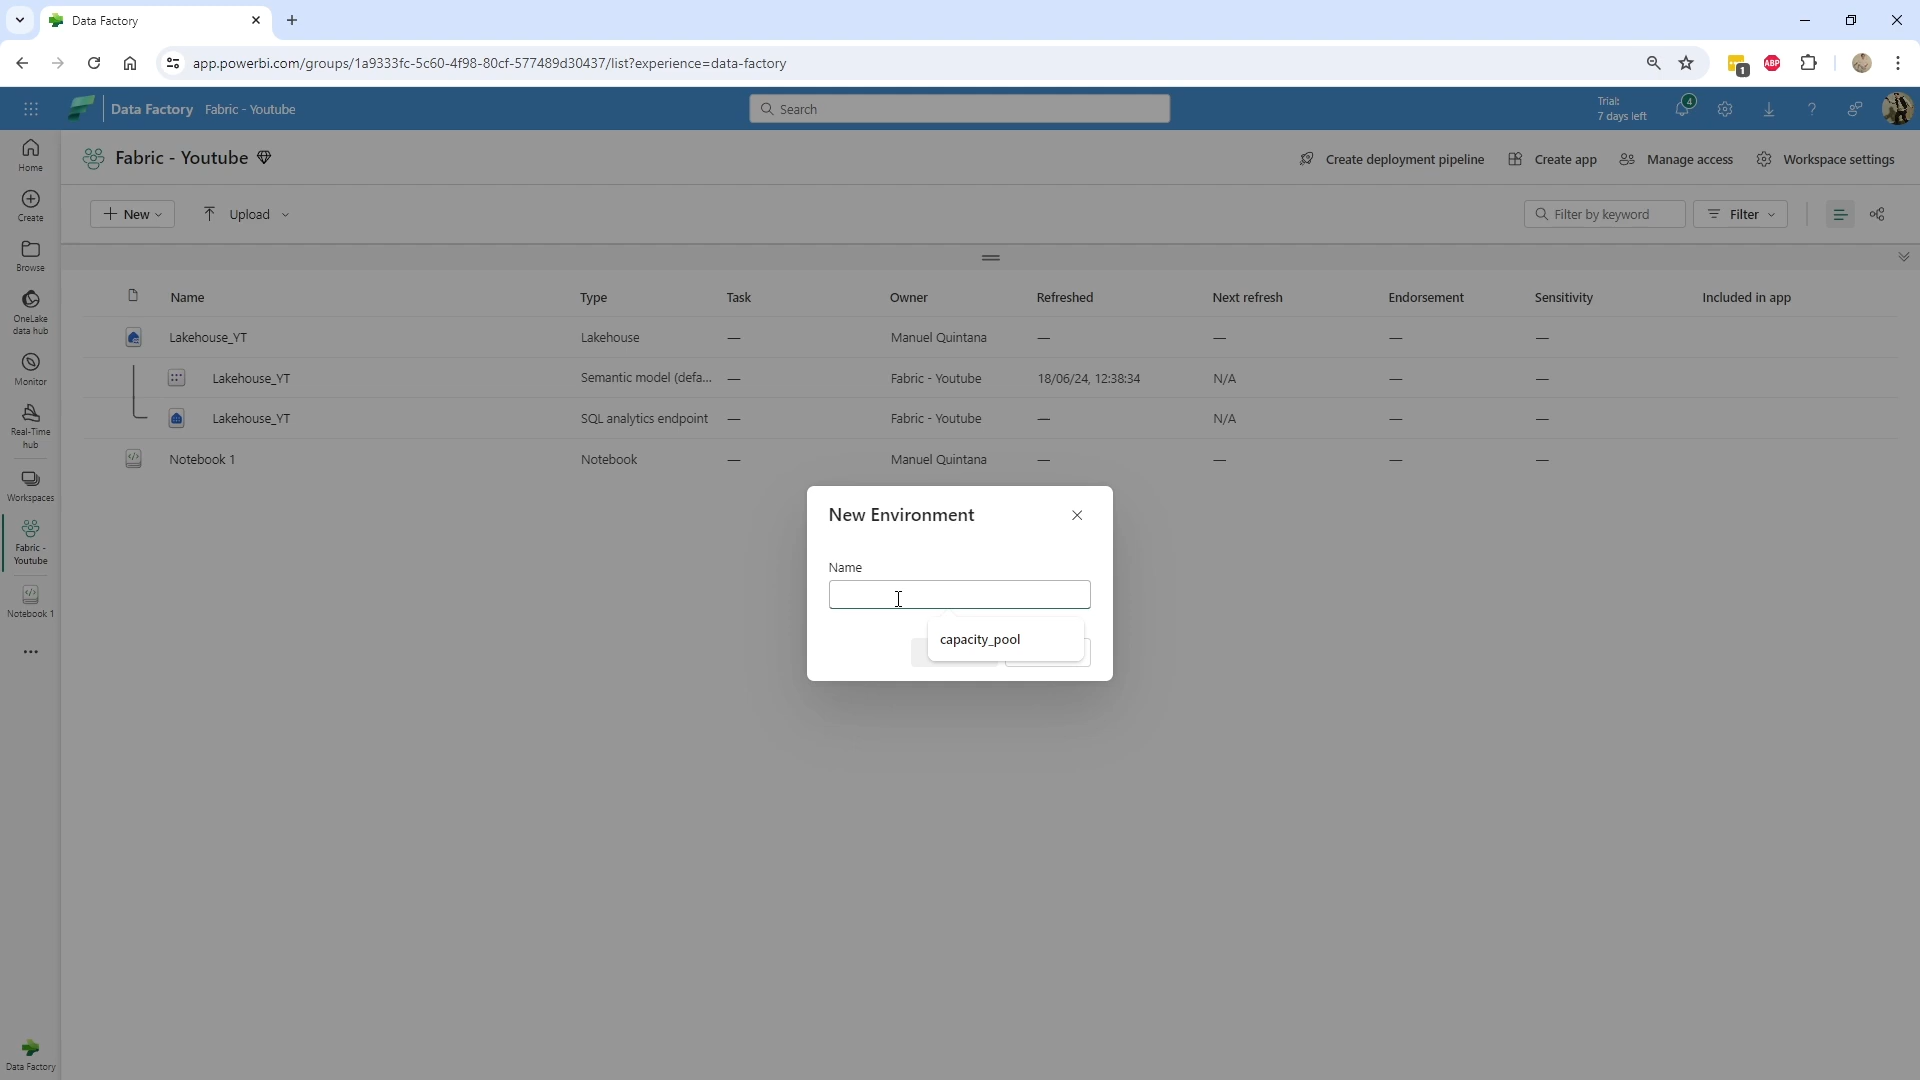 Data Factory
app.powerbi.com/groups/1a9333fc-5c60-4f98-80cf-577489d30437/list?experience=data-factory
1
ABP
Data Factory
Fabric - Youtube
Search
Trial:
7 days left
4
Home
Create
Browse
OneLake
data hub
Monitor
Real-Time
hub
Workspaces
Fabric -
Youtube
Notebook 1
Data Factory
Fabric - Youtube
Create deployment pipeline
Create app
Manage access
Workspace settings
New
Upload
Filter by keyword
Filter
Name Type Task Owner Refreshed Next refresh Endorsement Sensitivity Included in app
Lakehouse_YT Lakehouse — Manuel Quintana — — — —
Lakehouse_YT Semantic model (defa... — Fabric - Youtube 18/06/24, 12:38:34 N/A — —
Lakehouse_YT SQL analytics endpoint — Fabric - Youtube — N/A — —
Notebook 1 Notebook — Manuel Quintana — — — —
New Environment
Name
capacity_pool